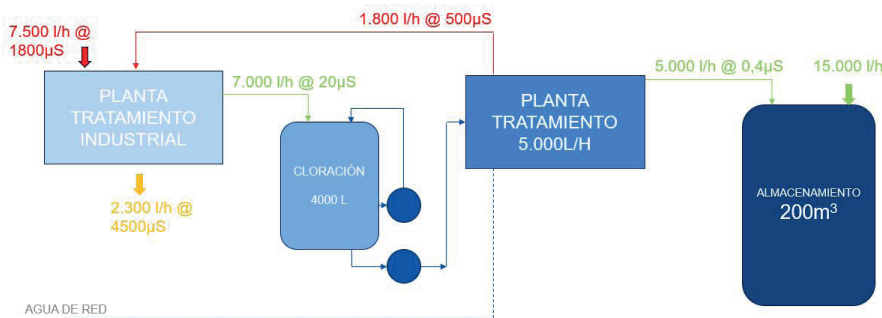 1.800 l/h @ 500µS
7.500 l/h @
1800µS
7.000 l/h @ 20µS
5.000 l/h @ 0,4µS
15.000 l/h
PLANTA
TRATAMIENTO
INDUSTRIAL
PLANTA
TRATAMIENTO
5.000L/H
CLORACIÓN
4000 L
ALMACENAMIENTO
200m³
2.300 l/h @
4500µS
AGUA DE RED